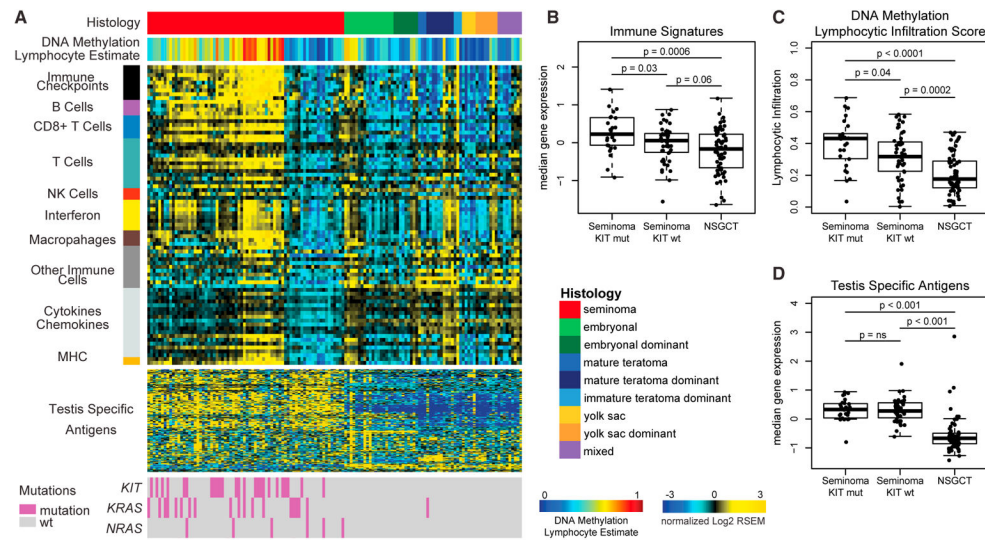 A
Histology
DNA Methylation
Lymphocyte Estimate
Immune
Checkpoints
B Cells
CD8+ T Cells
T Cells
NK Cells
Interferon
Macropahages
Other Immune
Cells
Cytokines
Chemokines
MHC
Testis Specific
Antigens
Mutations
mutation
wt
KIT
KRAS
NRAS
B
Immune Signatures
p = 0.0006
p = 0.03
p = 0.06
median gene expression
2
1
0
−1
Seminoma
KIT mut
Seminoma
KIT wt
NSGCT
C
DNA Methylation
Lymphocytic Infiltration Score
p < 0.0001
p = 0.04
p = 0.0002
Lymphocytic Infiltration
1.0
0.8
0.6
0.4
0.2
0.0
Seminoma
KIT mut
Seminoma
KIT wt
NSGCT
Histology
seminoma
embryonal
embryonal dominant
mature teratoma
mature teratoma dominant
immature teratoma dominant
yolk sac
yolk sac dominant
mixed
0 1
DNA Methylation
Lymphocyte Estimate
-3 0 3
normalized Log2 RSEM
D
Testis Specific Antigens
p < 0.001
p < 0.001
p = ns
median gene expression
4
3
2
1
0
−1
Seminoma
KIT mut
Seminoma
KIT wt
NSGCT